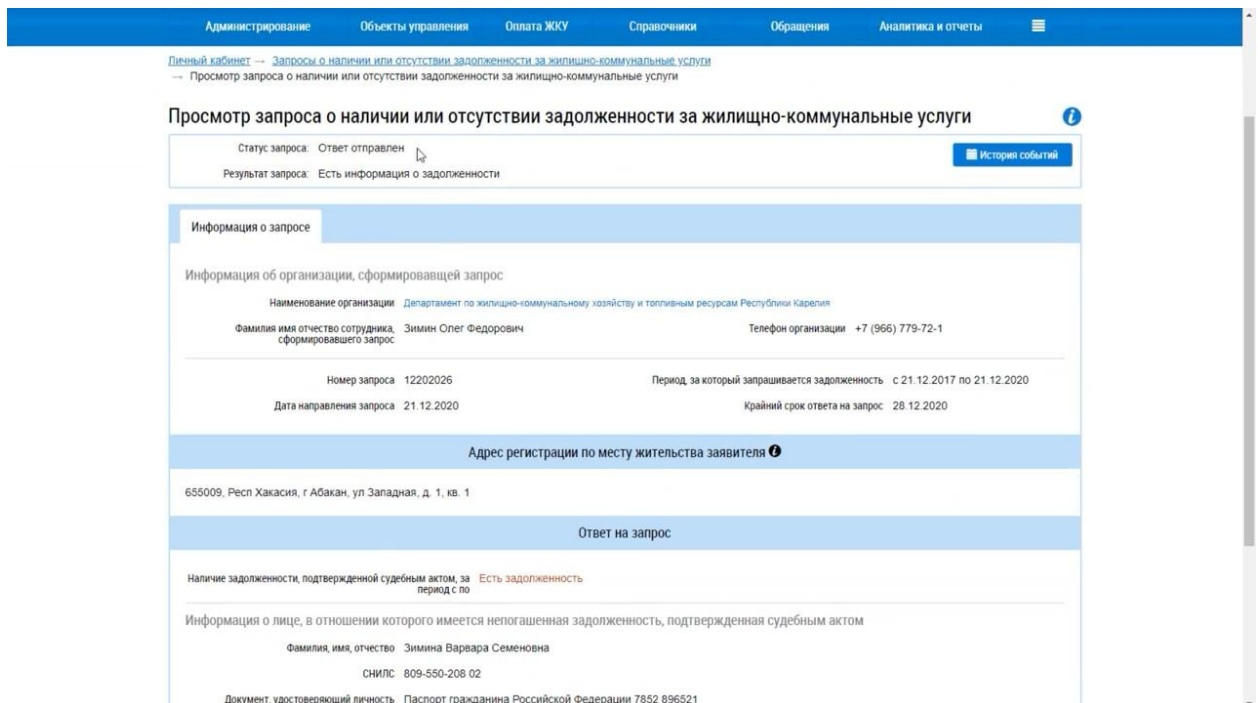 Администрирование Объекты управления Оплата ЖКУ Справочники Обращения Аналитика и отчеты
Личный кабинет → Запросы о наличии или отсутствии задолженности за жилищно-коммунальные услуги
→ Просмотр запроса о наличии или отсутствии задолженности за жилищно-коммунальные услуги
Просмотр запроса о наличии или отсутствии задолженности за жилищно-коммунальные услуги
Статус запроса: Ответ отправлен
История событий
Результат запроса: Есть информация о задолженности
Информация о запросе
Информация об организации, сформировавщей запрос
Наименование организации Департамент по жилищно-коммунальному хозяйству и топливным ресурсам Республики Карелия
Фамилия имя отчество сотрудника, сформировавшего запрос Зимин Олег Федорович Телефон организации +7 (966) 779-72-1
Номер запроса 12202026 Период, за который запрашивается задолженность с 21.12.2017 по 21.12.2020
Дата направления запроса 21.12.2020 Крайний срок ответа на запрос 28.12.2020
Адрес регистрации по месту жительства заявителя
655009, Респ Хакасия, г Абакан, ул Западная, д. 1, кв. 1
Ответ на запрос
Наличие задолженности, подтвержденной судебным актом, за период с по Есть задолженность
Информация о лице, в отношении которого имеется непогашенная задолженность, подтвержденная судебным актом
Фамилия, имя, отчество Зимина Варвара Семеновна
СНИЛС 809-550-208 02
Документ, удостоверяющий личность Паспорт гражданина Российской Федерации 7852 896521